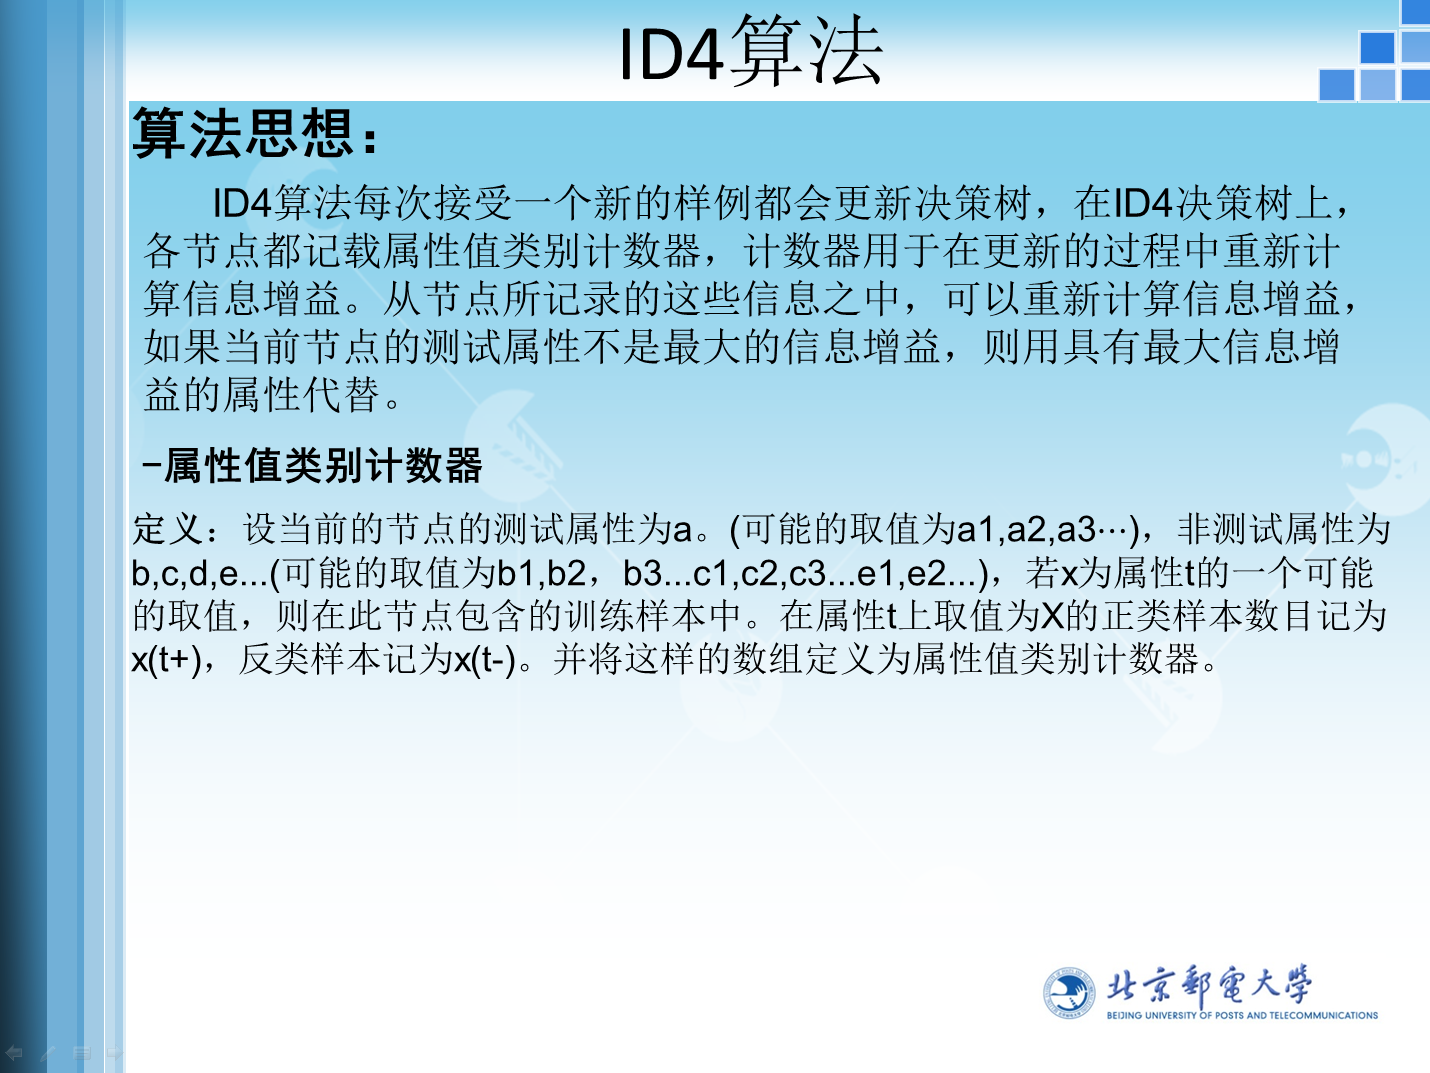 ID4算法
算法思想：
ID4算法每次接受一个新的样例都会更新决策树，在ID4决策树上，
各节点都记载属性值类别计数器，计数器用于在更新的过程中重新计
算信息增益。从节点所记录的这些信息之中，可以重新计算信息增益，
如果当前节点的测试属性不是最大的信息增益，则用具有最大信息增
益的属性代替。
–属性值类别计数器
定义：设当前的节点的测试属性为a。(可能的取值为a1,a2,a3…)，非测试属性为
b,c,d,e...(可能的取值为b1,b2，b3...c1,c2,c3...e1,e2...)，若x为属性t的一个可能
的取值，则在此节点包含的训练样本中。在属性t上取值为X的正类样本数目记为
x(t+)，反类样本记为x(t-)。并将这样的数组定义为属性值类别计数器。
北京郵電大學
BEIJING UNIVERSITY OF POSTS AND TELECOMMUNICATIONS